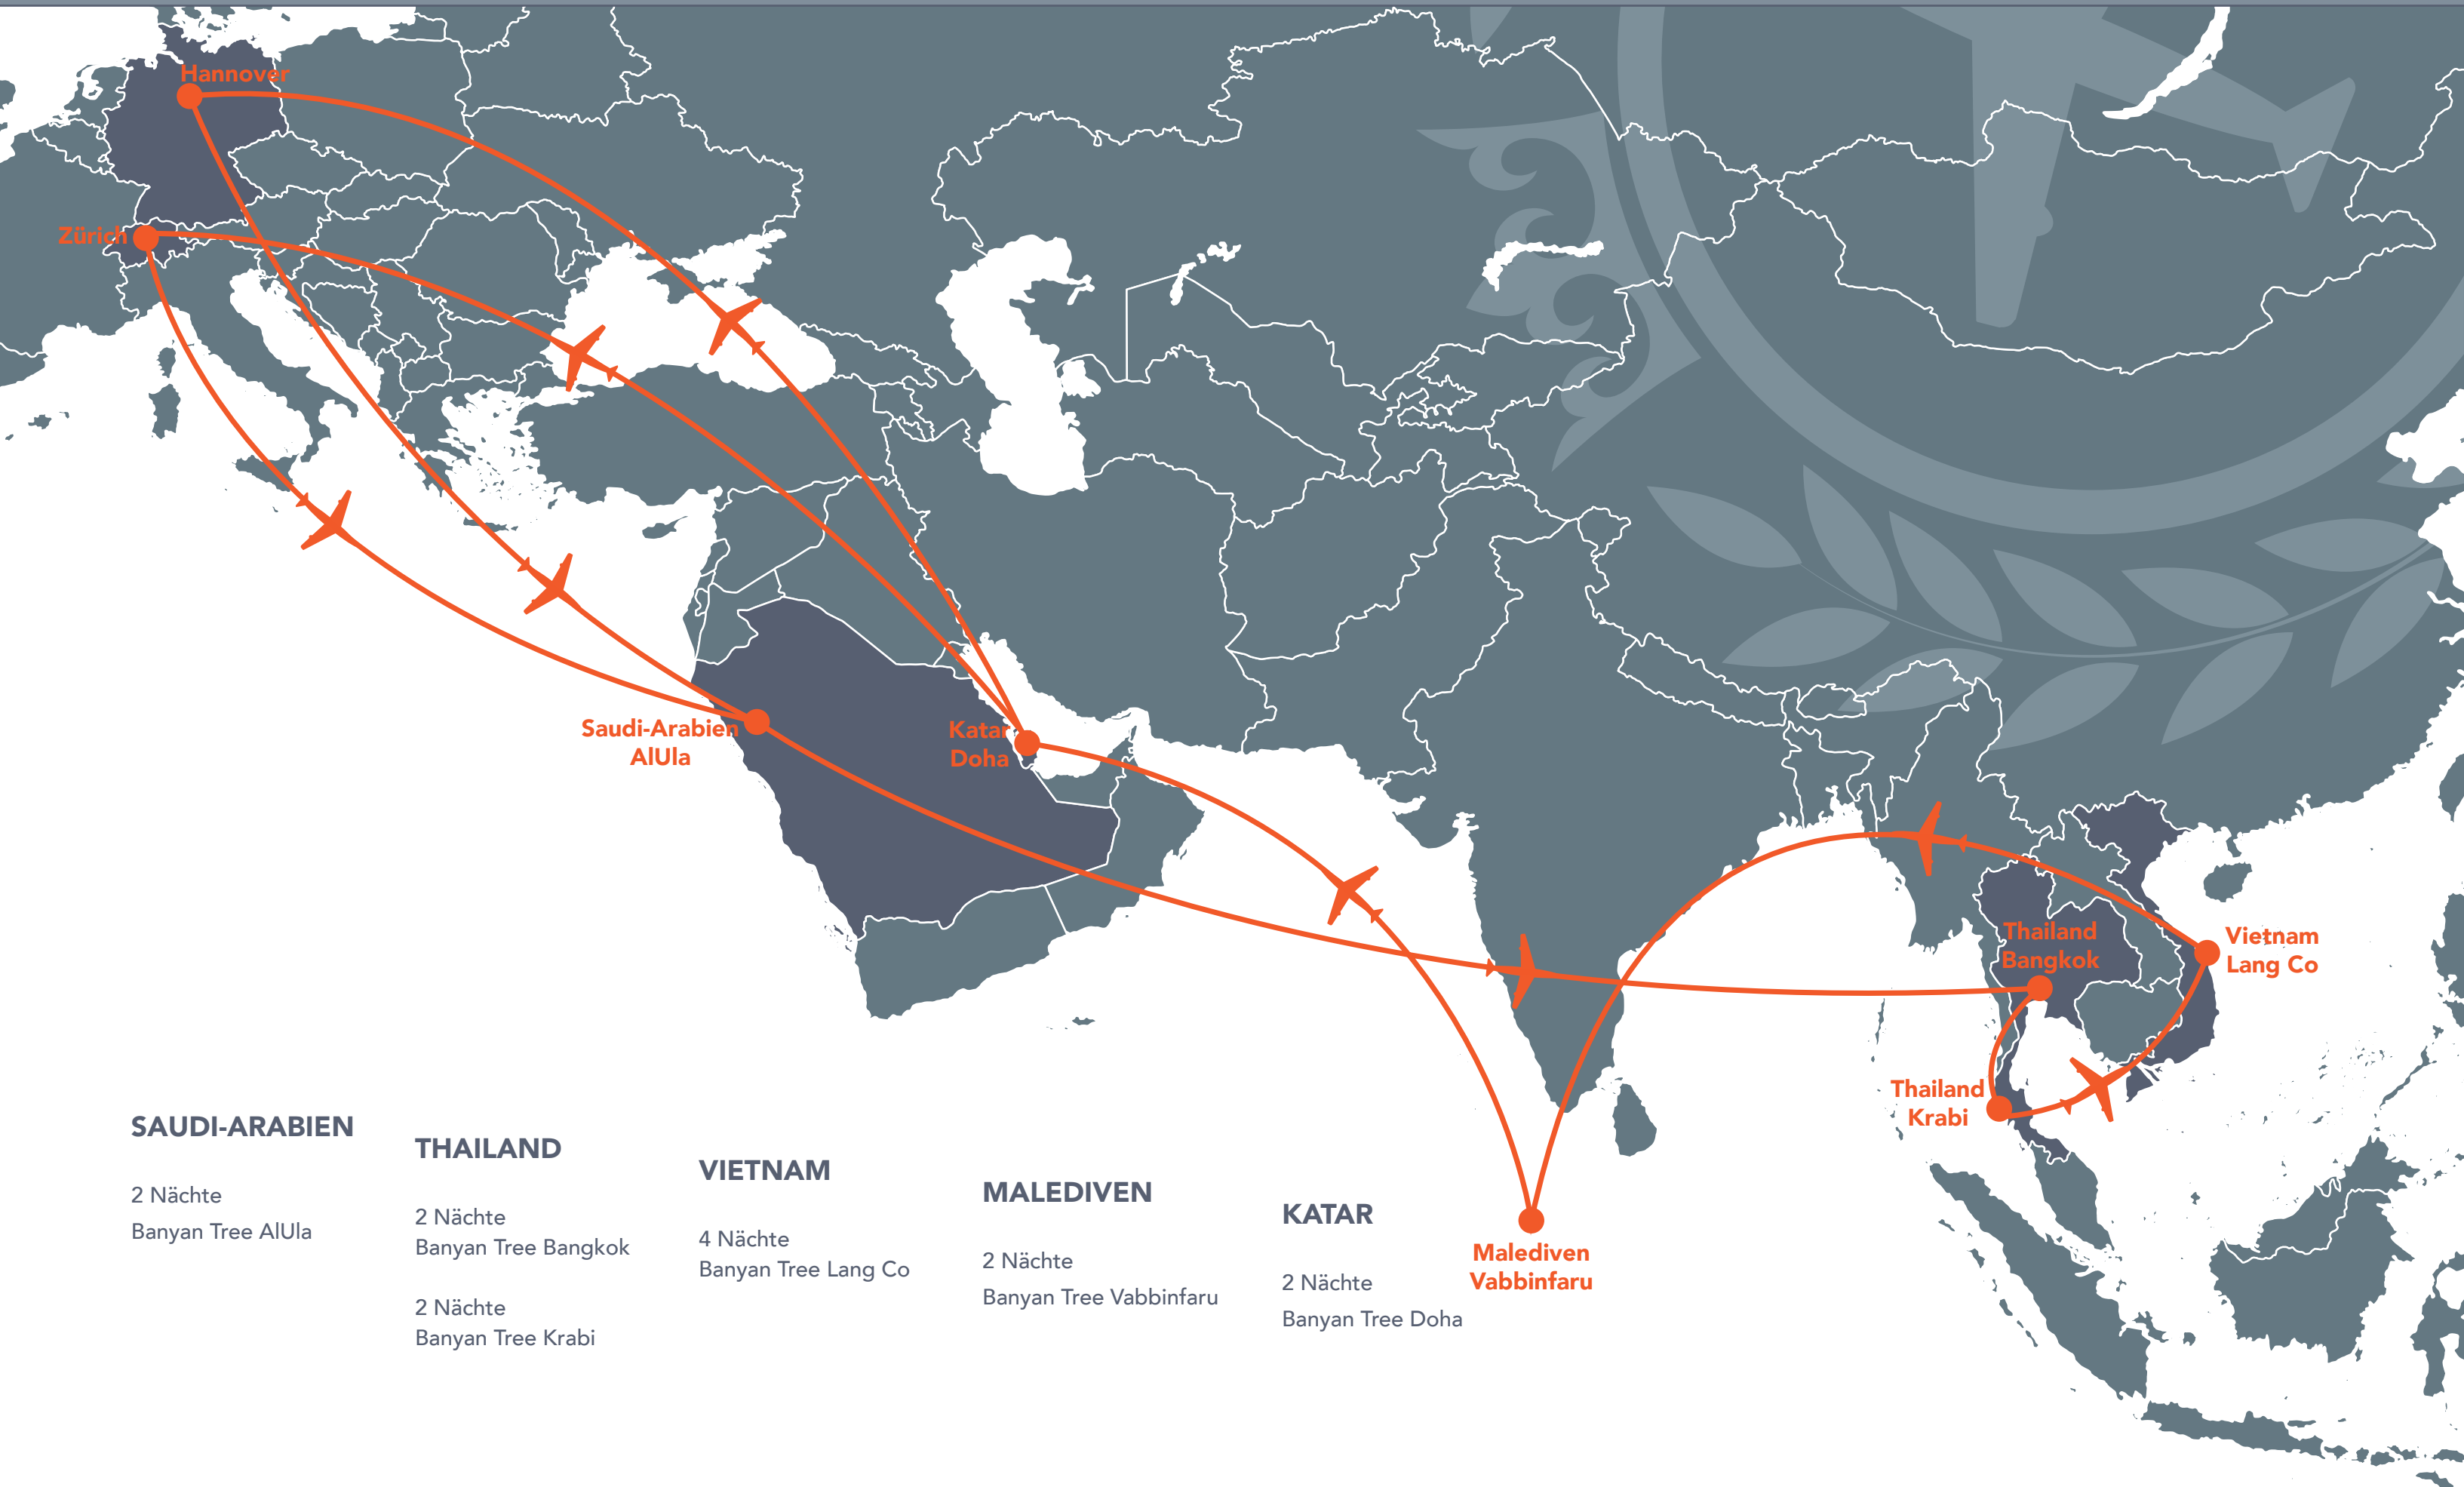 Hannover
Zürich
Saudi-Arabien
AlUla
Katar
Doha
Thailand
Bangkok
Vietnam
Lang Co
Thailand
Krabi
Malediven
Vabbinfaru
SAUDI-ARABIEN
2 Nächte
Banyan Tree AlUla
THAILAND
2 Nächte
Banyan Tree Bangkok
2 Nächte
Banyan Tree Krabi
VIETNAM
4 Nächte
Banyan Tree Lang Co
MALEDIVEN
2 Nächte
Banyan Tree Vabbinfaru
KATAR
2 Nächte
Banyan Tree Doha